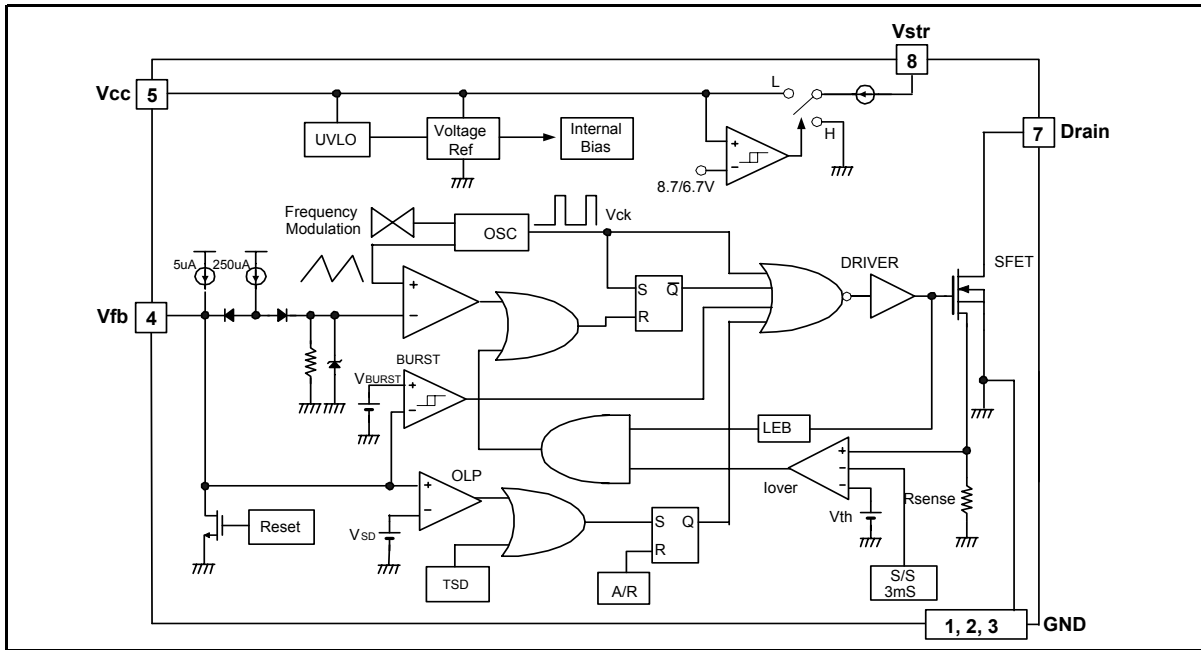 Vstr
8
Vcc
5
L
H
7
Drain
UVLO
Voltage
Ref
Internal
Bias
+
−
8.7/6.7V
Frequency
Modulation
OSC
Vck
5uA
250uA
DRIVER
SFET
+
−
S
Q̅
R
Vfb
4
BURST
VBURST
+
−
LEB
OLP
+
−
VSD
Iover
+
−
−
Rsense
Vth
Reset
S
Q
R
TSD
A/R
S/S
3mS
1, 2, 3
GND